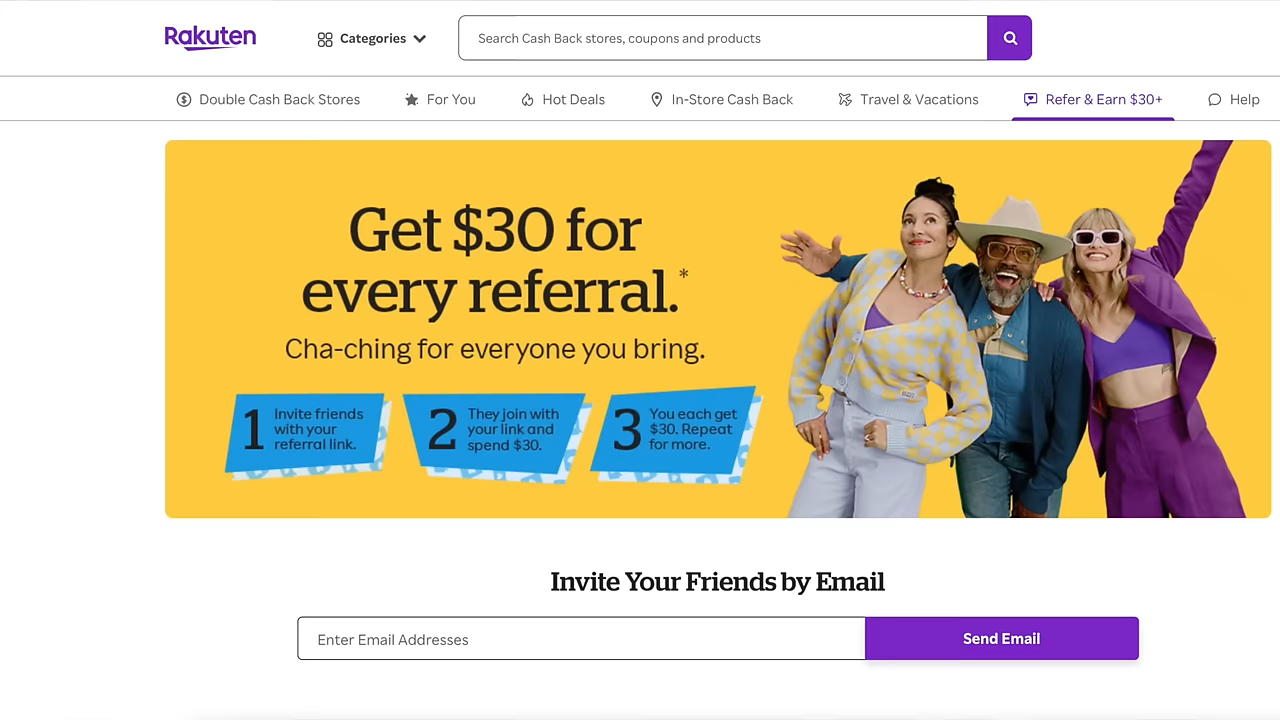 Rakuten
Categories
Search Cash Back stores, coupons and products
Double Cash Back Stores
For You
Hot Deals
In-Store Cash Back
Travel & Vacations
Refer & Earn $30+
Help
Get $30 for
every referral.*
Cha-ching for everyone you bring.
1
Invite friends
with your
referral link.
2
They join with
your link and
spend $30.
3
You each get
$30. Repeat
for more.
Invite Your Friends by Email
Enter Email Addresses
Send Email